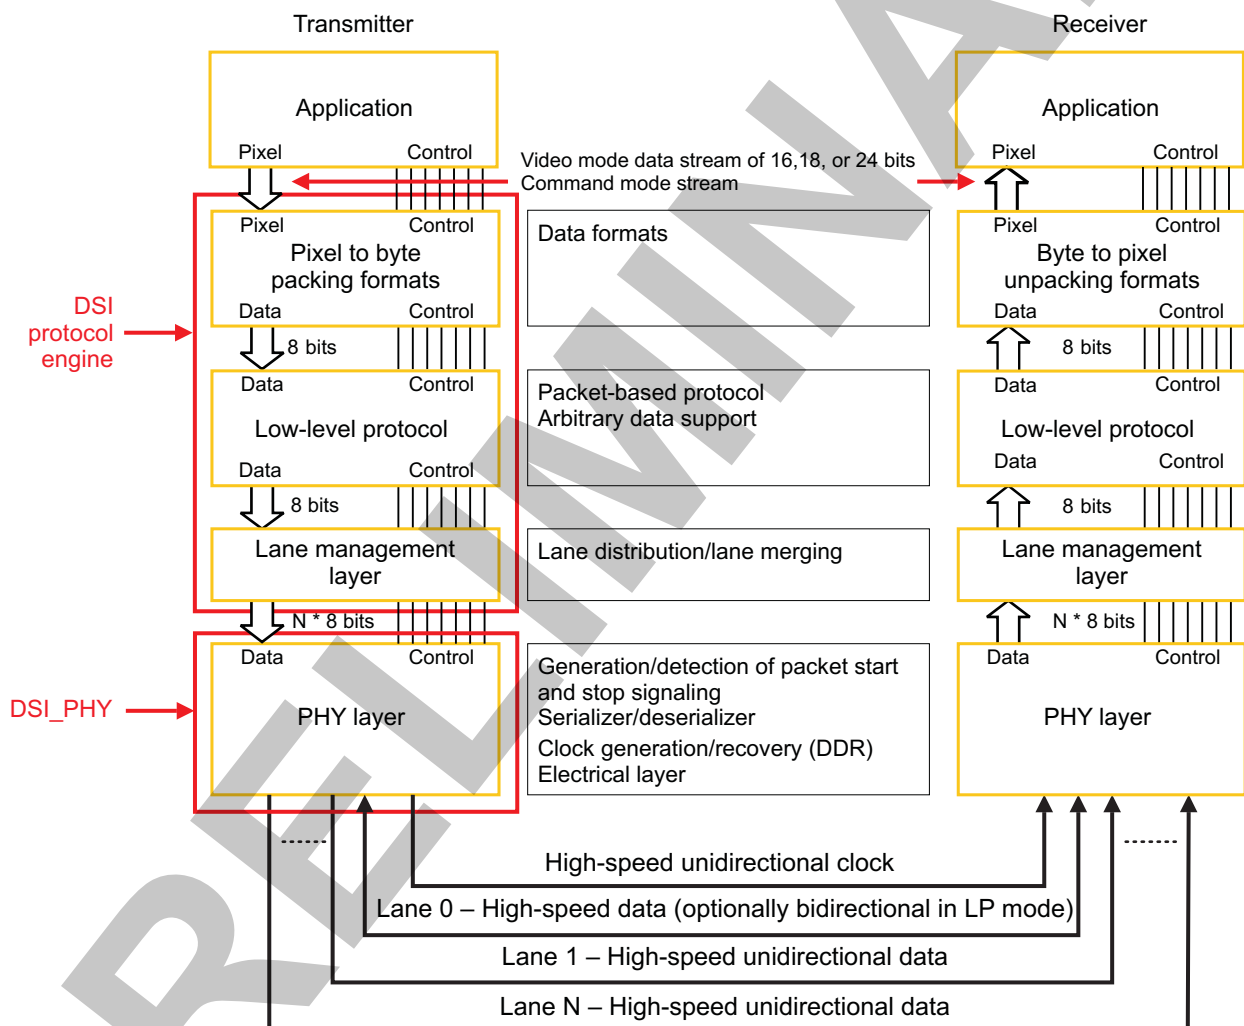 Transmitter
Receiver
Application
Pixel
Control
Application
Pixel
Control
Video mode data stream of 16,18, or 24 bits
Command mode stream
Pixel
Control
Pixel to byte
packing formats
Data
Control
Data formats
Pixel
Control
Byte to pixel
unpacking formats
Data
Control
DSI
protocol
engine
8 bits
8 bits
Data
Control
Low-level protocol
Data
Control
Packet-based protocol
Arbitrary data support
Data
Control
Low-level protocol
Data
Control
8 bits
8 bits
Lane management
layer
Lane distribution/lane merging
Lane management
layer
N * 8 bits
N * 8 bits
Data
Control
PHY layer
DSI_PHY
Generation/detection of packet start
and stop signaling
Serializer/deserializer
Clock generation/recovery (DDR)
Electrical layer
Data
Control
PHY layer
High-speed unidirectional clock
Lane 0 – High-speed data (optionally bidirectional in LP mode)
Lane 1 – High-speed unidirectional data
Lane N – High-speed unidirectional data
RELIMINA